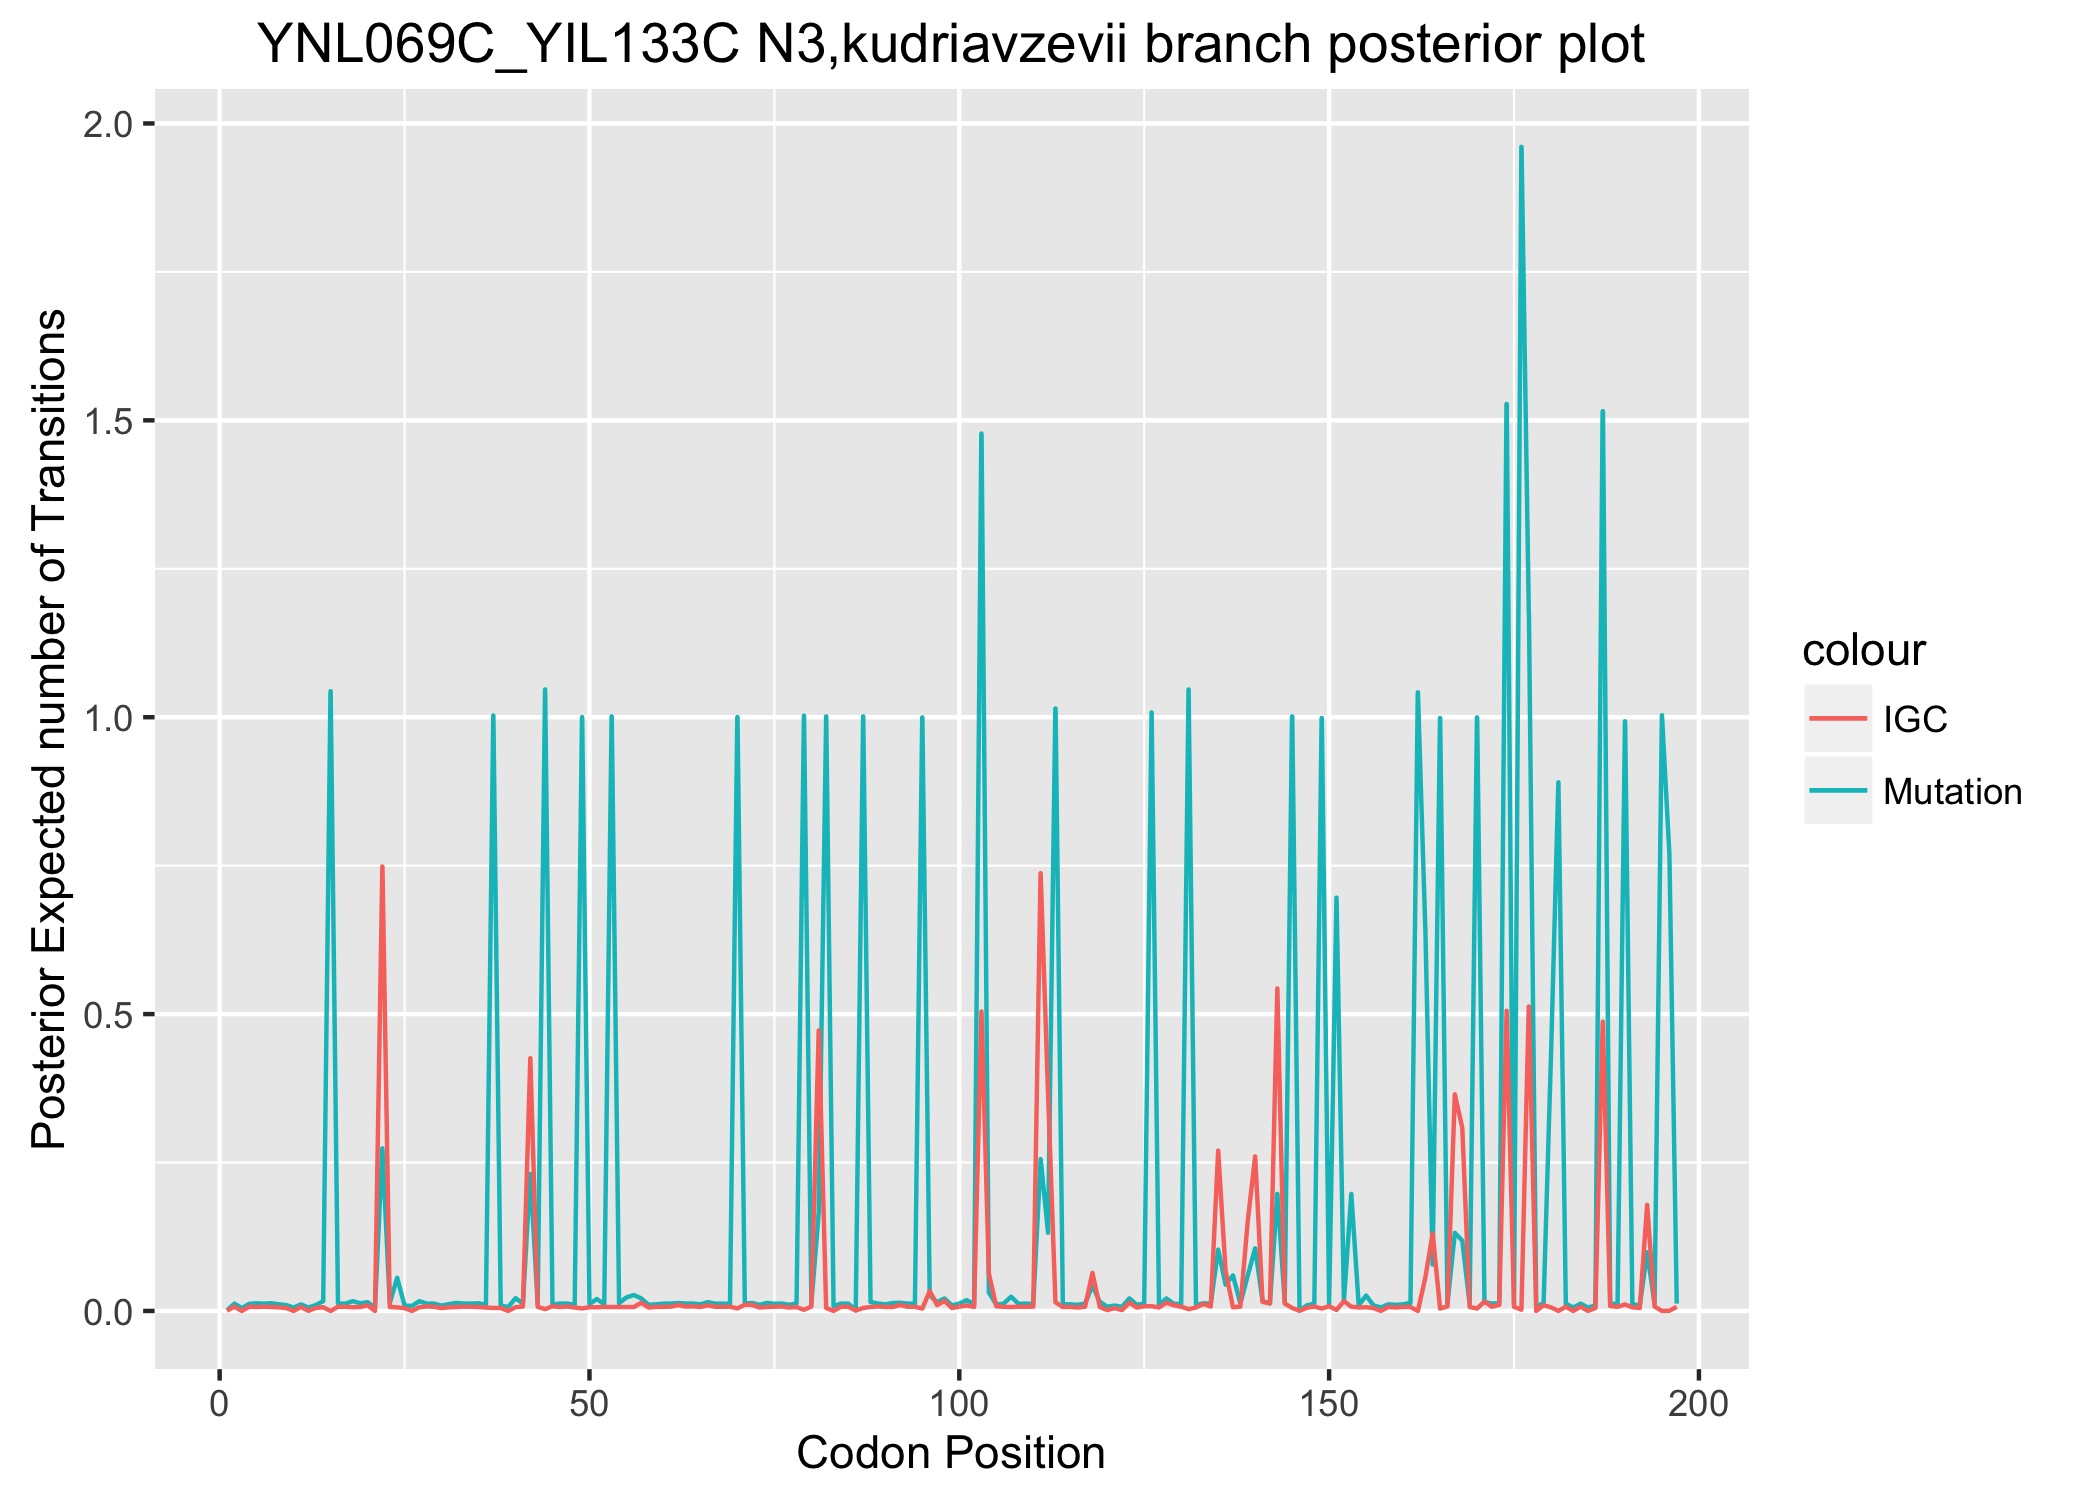 YNL069C_YIL133C N3,kudriavzevii branch posterior plot
Posterior Expected number of Transitions
2.0
1.5
1.0
0.5
0.0
0
50
100
150
200
Codon Position
colour
IGC
Mutation